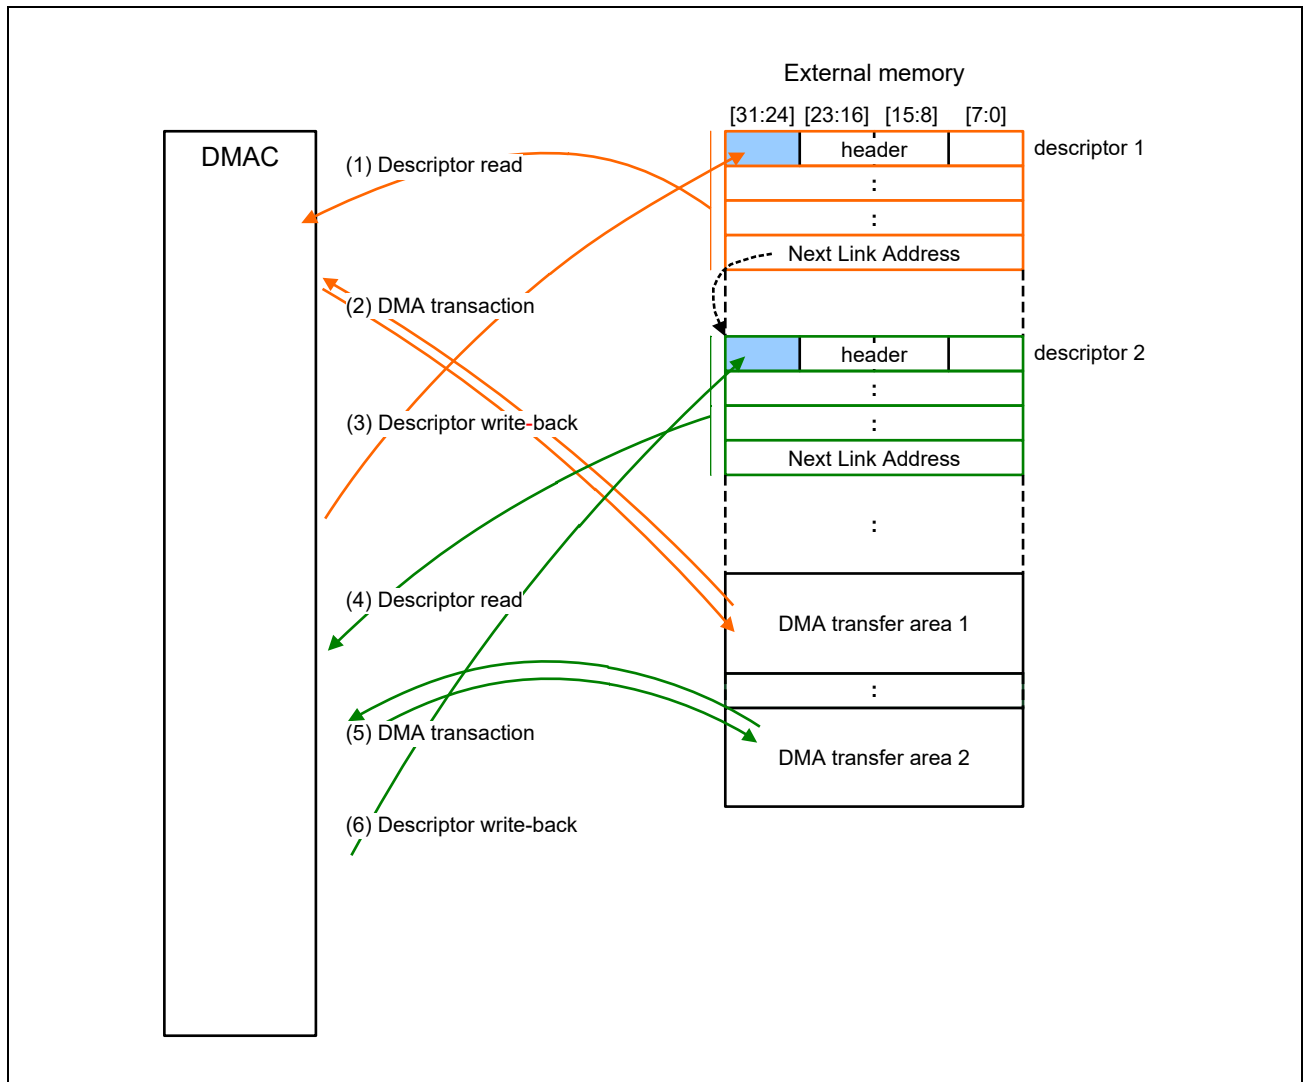 External memory
[31:24] [23:16] [15:8] [7:0]
DMAC
header
descriptor 1
(1) Descriptor read
:
:
Next Link Address
(2) DMA transaction
header
descriptor 2
:
(3) Descriptor write-back
:
Next Link Address
:
(4) Descriptor read
DMA transfer area 1
:
(5) DMA transaction
DMA transfer area 2
(6) Descriptor write-back